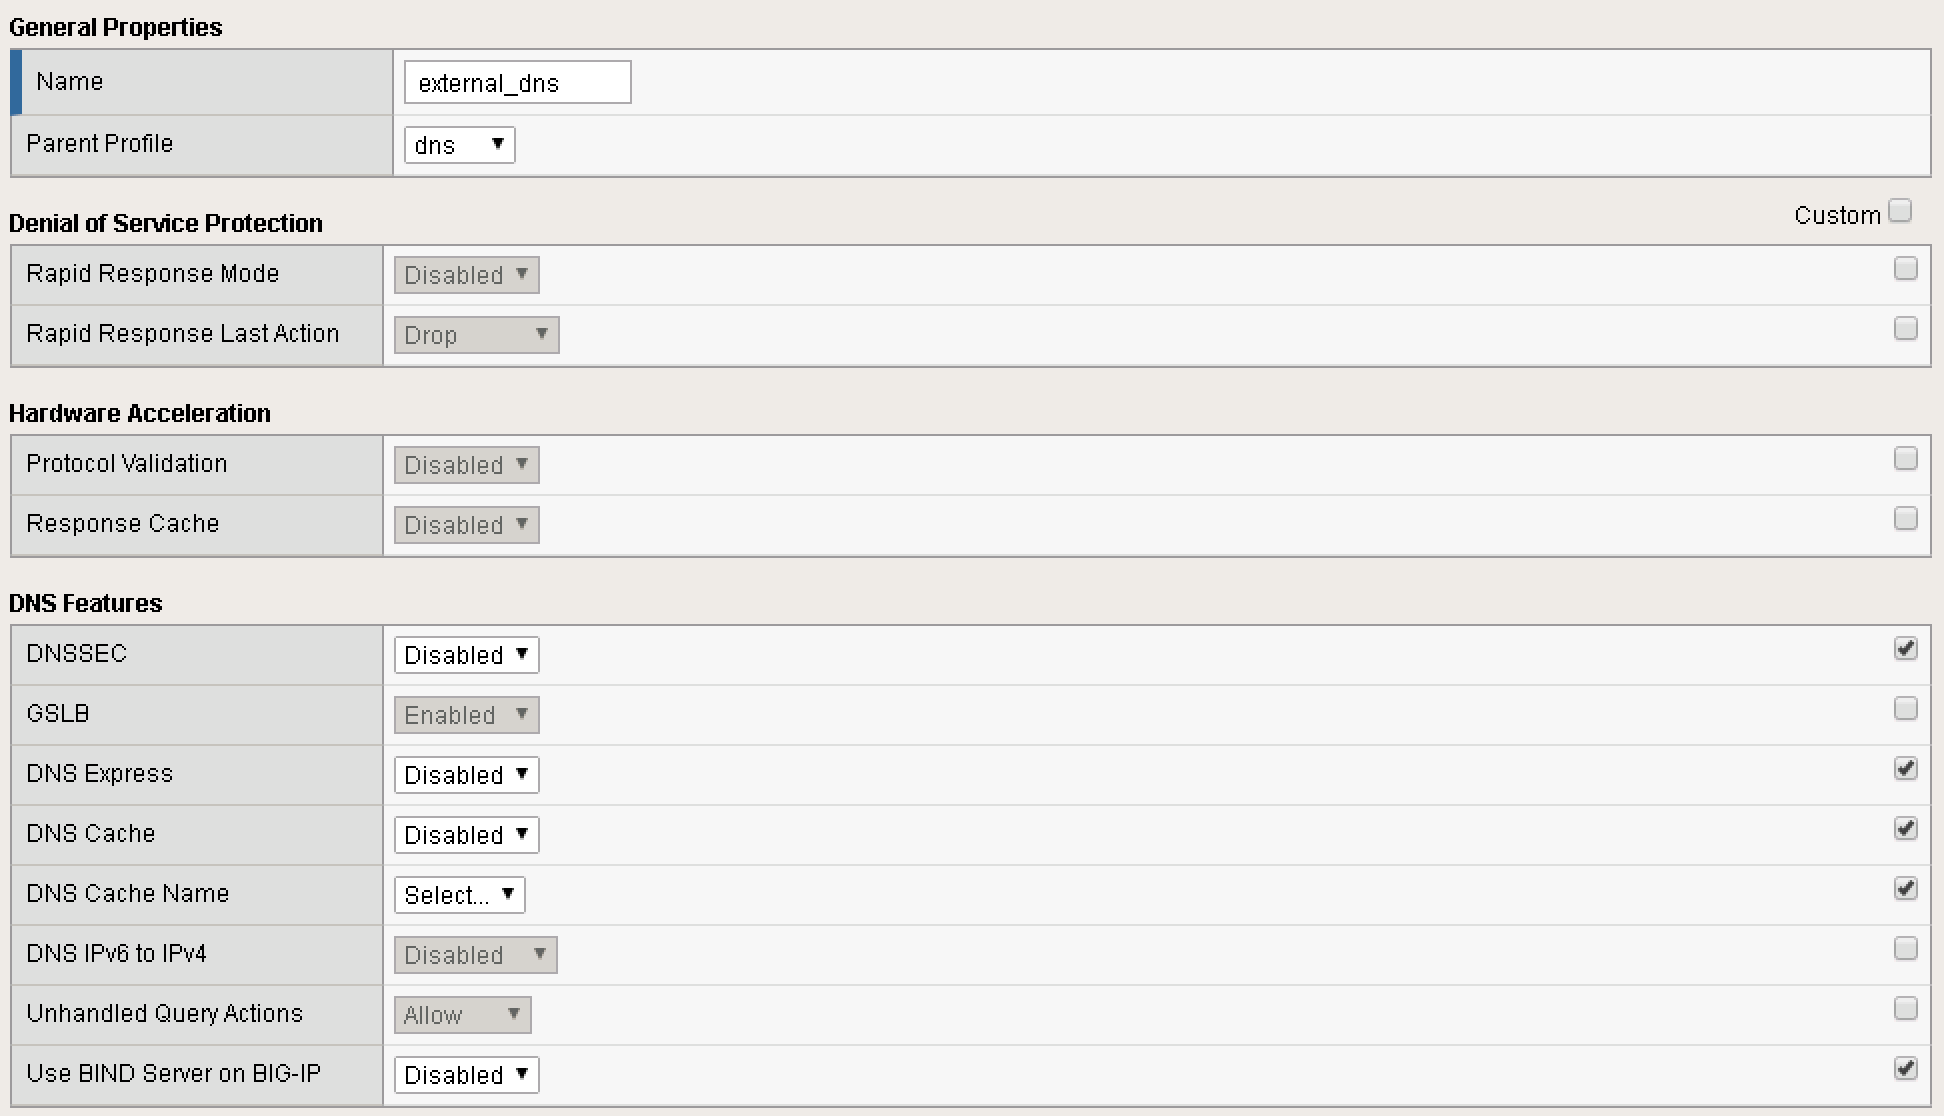 General Properties
Name external_dns
Parent Profile dns
Denial of Service Protection Custom
Rapid Response Mode Disabled
Rapid Response Last Action Drop
Hardware Acceleration
Protocol Validation Disabled
Response Cache Disabled
DNS Features
DNSSEC Disabled
GSLB Enabled
DNS Express Disabled
DNS Cache Disabled
DNS Cache Name Select...
DNS IPv6 to IPv4 Disabled
Unhandled Query Actions Allow
Use BIND Server on BIG-IP Disabled